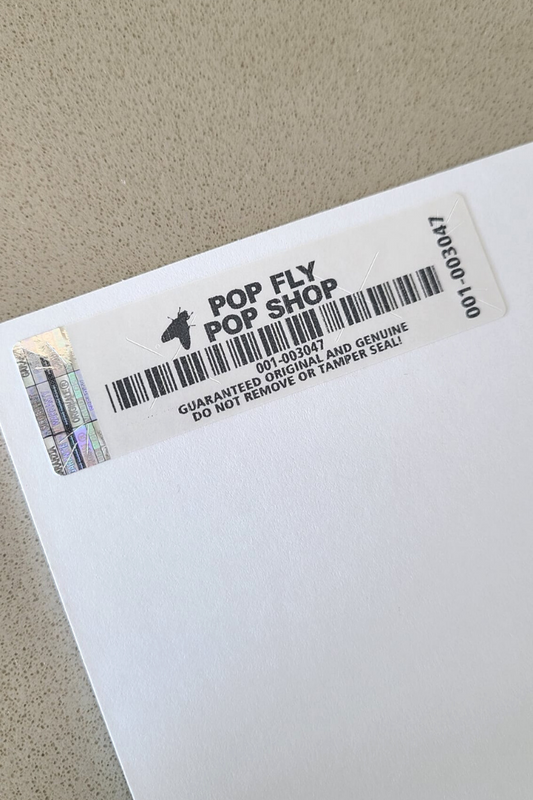 POP FLY
POP SHOP
001-003047
GUARANTEED ORIGINAL AND GENUINE
DO NOT REMOVE OR TAMPER SEAL!
001-003047